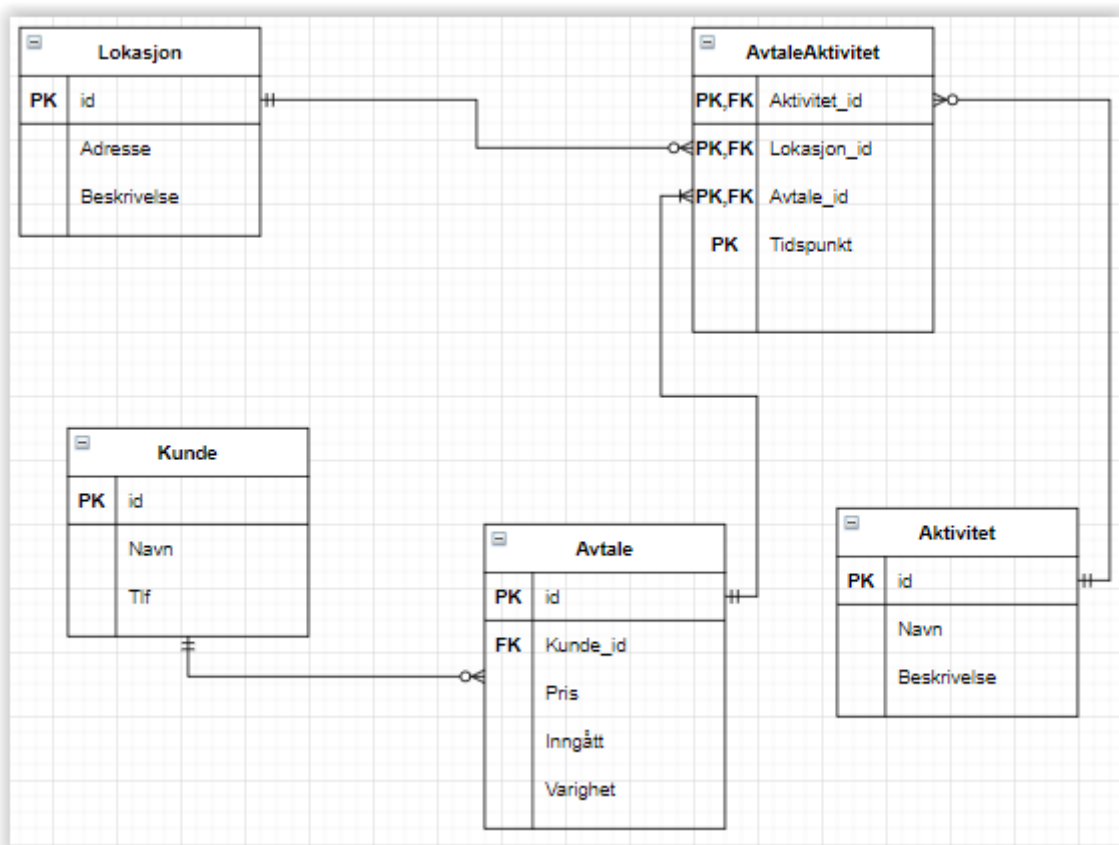 Lokasjon
PK id
Adresse
Beskrivelse
AvtaleAktivitet
PK,FK Aktivitet_id
PK,FK Lokasjon_id
PK,FK Avtale_id
PK Tidspunkt
Kunde
PK id
Navn
Tlf
Avtale
PK id
FK Kunde_id
Pris
Inngått
Varighet
Aktivitet
PK id
Navn
Beskrivelse